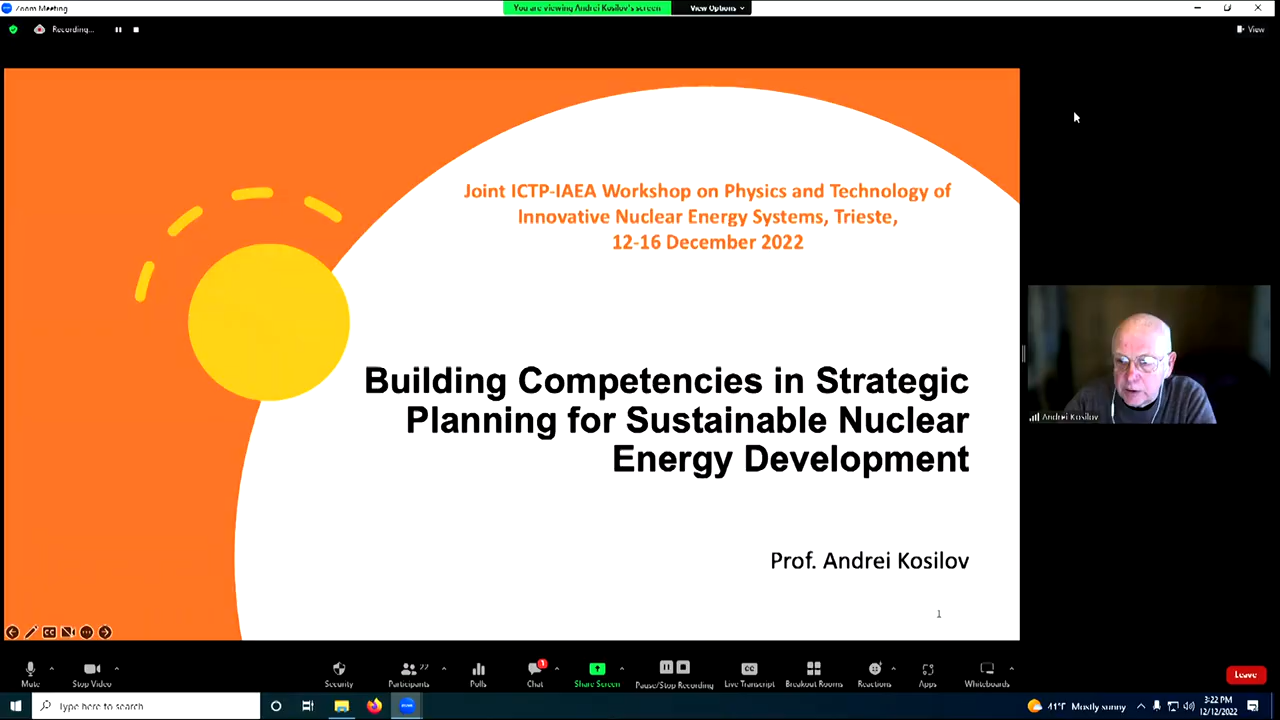 Zoom Meeting
You are viewing Andrei Kosilov's screen
View Options
Recording...
View
Joint ICTP-IAEA Workshop on Physics and Technology of
Innovative Nuclear Energy Systems, Trieste,
12-16 December 2022
Building Competencies in Strategic
Planning for Sustainable Nuclear
Energy Development
Prof. Andrei Kosilov
1
Andrei Kosilov
CC
Mute
Stop Video
Security
Participants
22
Polls
Chat
1
Share Screen
Pause/Stop Recording
CC
Live Transcript
Breakout Rooms
Reactions
Apps
Whiteboards
Leave
Type here to search
41°F Mostly sunny
3:22 PM
12/12/2022